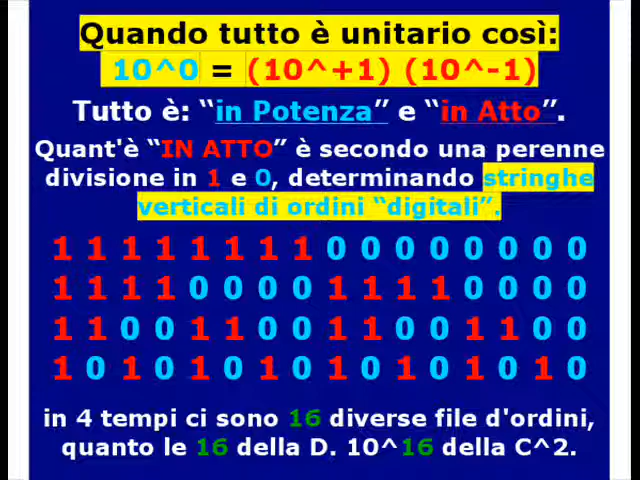 Quando tutto è unitario così:
10^0 = (10^+1) (10^-1)
Tutto è: “in Potenza” e “in Atto”.
Quant'è “IN ATTO” è secondo una perenne
divisione in 1 e 0, determinando stringhe
verticali di ordini “digitali”.
1 1 1 1 1 1 1 1 0 0 0 0 0 0 0 0
1 1 1 1 0 0 0 0 1 1 1 1 0 0 0 0
1 1 0 0 1 1 0 0 1 1 0 0 1 1 0 0
1 0 1 0 1 0 1 0 1 0 1 0 1 0 1 0
in 4 tempi ci sono 16 diverse file d'ordini,
quanto le 16 della D. 10^16 della C^2.